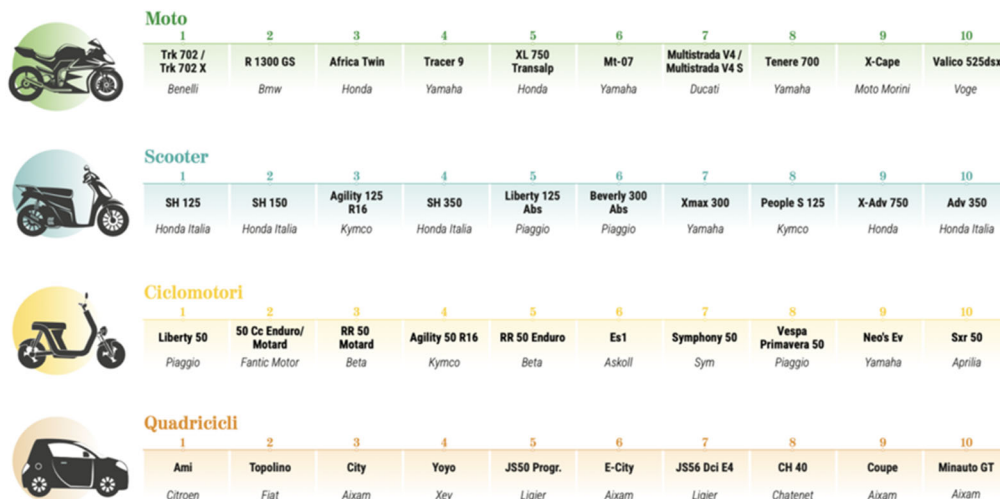 Moto
1 2 3 4 5 6 7 8 9 10
Trk 702 / XL 750 Multistrada V4 /
Trk 702 X R 1300 GS Africa Twin Tracer 9 Transalp Mt-07 Multistrada V4 S Tenere 700 X-Cape Valico 525dsx
Benelli Bmw Honda Yamaha Honda Yamaha Ducati Yamaha Moto Morini Voge
Scooter
1 2 3 4 5 6 7 8 9 10
Agility 125 Liberty 125 Beverly 300
SH 125 SH 150 R16 SH 350 Abs Abs Xmax 300 People S 125 X-Adv 750 Adv 350
Honda Italia Honda Italia Kymco Honda Italia Piaggio Piaggio Yamaha Kymco Honda Honda Italia
Ciclomotori
1 2 3 4 5 6 7 8 9 10
50 Cc Enduro/ RR 50 Vespa
Liberty 50 Motard Motard Agility 50 R16 RR 50 Enduro Es1 Symphony 50 Primavera 50 Neo's Ev Sxr 50
Piaggio Fantic Motor Beta Kymco Beta Askoll Sym Piaggio Yamaha Aprilia
Quadricicli
1 2 3 4 5 6 7 8 9 10
Ami Topolino City Yoyo JS50 Progr. E-City JS56 Dci E4 CH 40 Coupe Minauto GT
Citroen Fiat Aixam Xev Ligier Aixam Ligier Chatenet Aixam Aixam